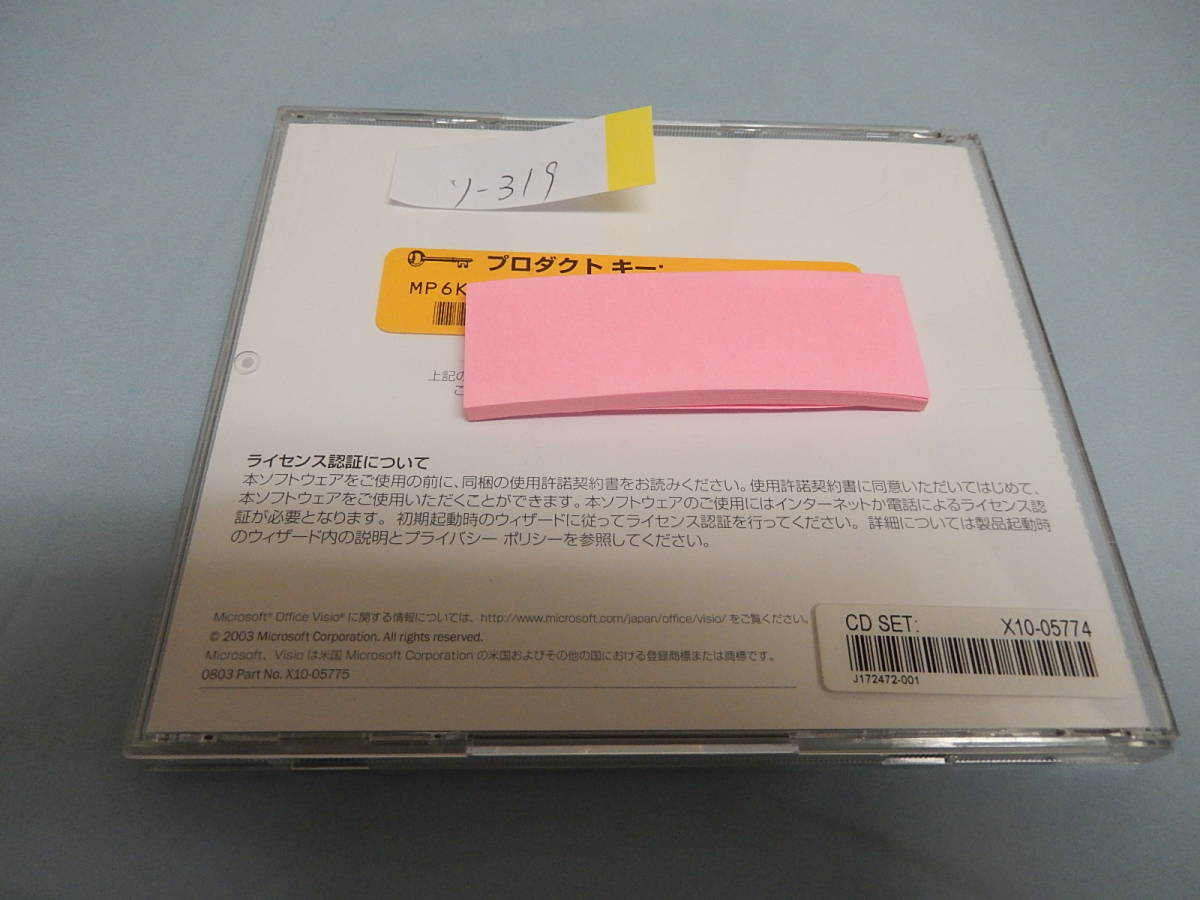 ソ-319
プロダクト キー:
MP6K
上記の
こ
ライセンス認証について
本ソフトウェアをご使用の前に、同梱の使用許諾契約書をお読みください。使用許諾契約書に同意いただいてはじめて、
本ソフトウェアをご使用いただくことができます。本ソフトウェアのご使用にはインターネットか電話によるライセンス認
証が必要となります。 初期起動時のウィザードに従ってライセンス認証を行ってください。 詳細については製品起動時
のウィザード内の説明とプライバシー ポリシーを参照してください。
Microsoft® Office Visio® に関する情報については、http://www.microsoft.com/japan/office/visio/ をご覧ください。
© 2003 Microsoft Corporation. All rights reserved.
Microsoft、Visio は米国 Microsoft Corporation の米国およびその他の国における登録商標または商標です。
0803 Part No. X10-05775
CD SET: X10-05774
J172472-001